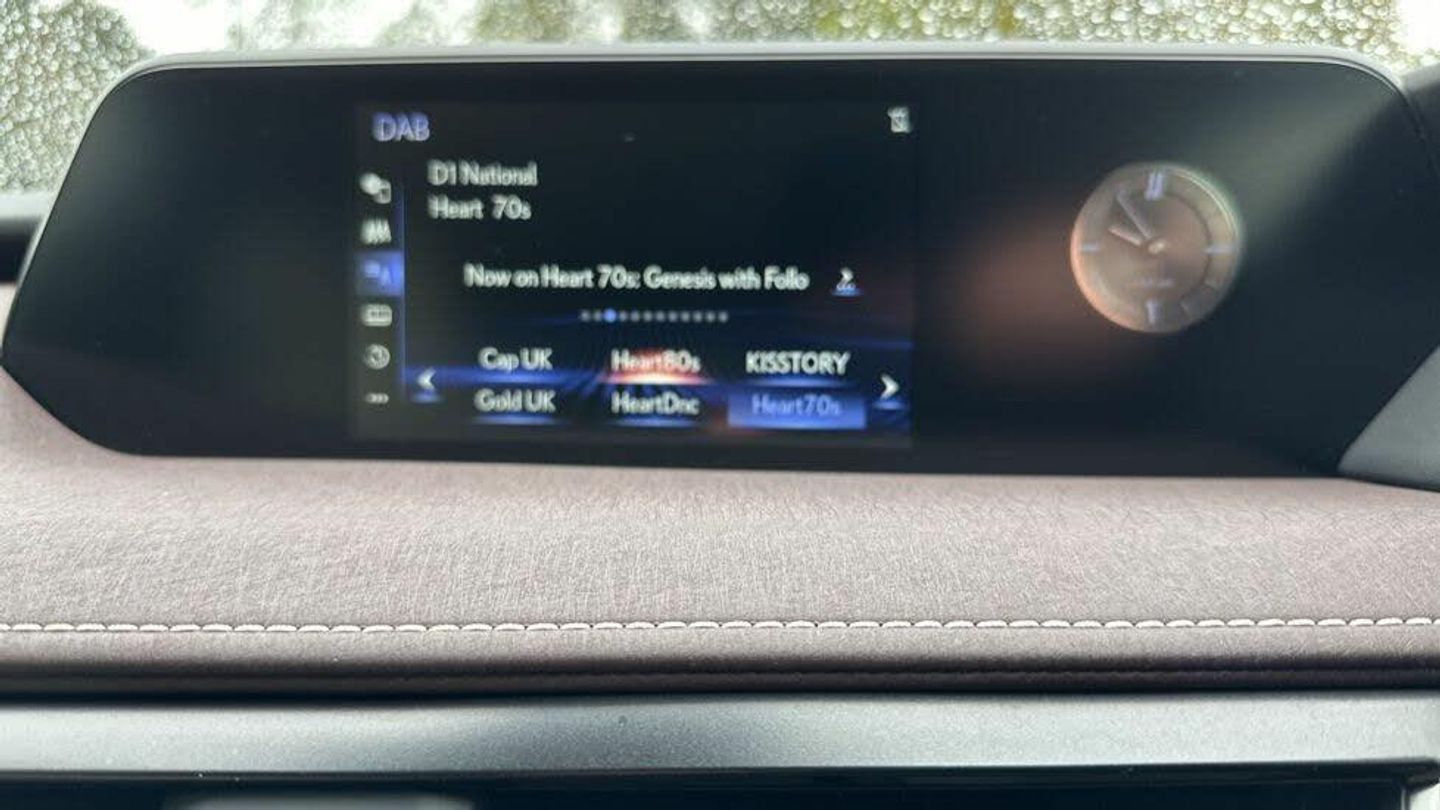 DAB
D1 National
Heart 70s
Now on Heart 70s: Genesis with Follo
Cap UK Heart80s KISSTORY
Gold UK HeartDnc Heart70s